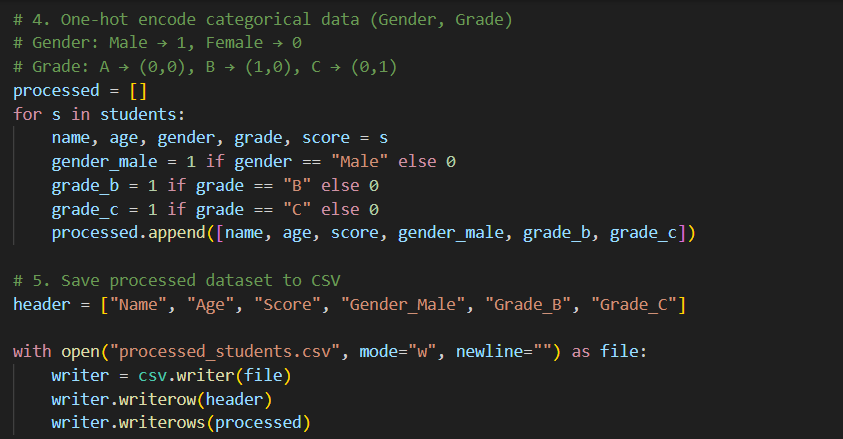 # 4. One-hot encode categorical data (Gender, Grade)
# Gender: Male → 1, Female → 0
# Grade: A → (0,0), B → (1,0), C → (0,1)
processed = []
for s in students:
    name, age, gender, grade, score = s
    gender_male = 1 if gender == "Male" else 0
    grade_b = 1 if grade == "B" else 0
    grade_c = 1 if grade == "C" else 0
    processed.append([name, age, score, gender_male, grade_b, grade_c])

# 5. Save processed dataset to CSV
header = ["Name", "Age", "Score", "Gender_Male", "Grade_B", "Grade_C"]

with open("processed_students.csv", mode="w", newline="") as file:
    writer = csv.writer(file)
    writer.writerow(header)
    writer.writerows(processed)